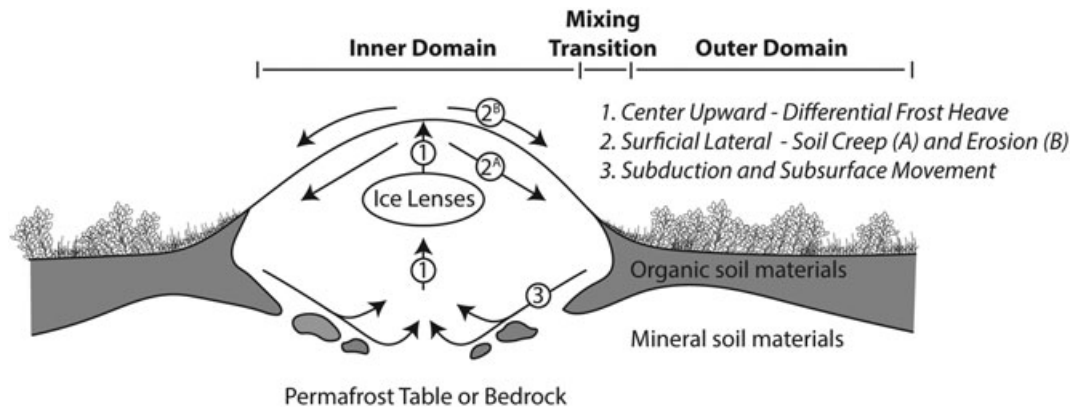 Inner Domain
Mixing
Transition
Outer Domain
1. Center Upward - Differential Frost Heave
2. Surficial Lateral - Soil Creep (A) and Erosion (B)
3. Subduction and Subsurface Movement
2B
1
2A
Ice Lenses
1
3
Organic soil materials
Mineral soil materials
Permafrost Table or Bedrock